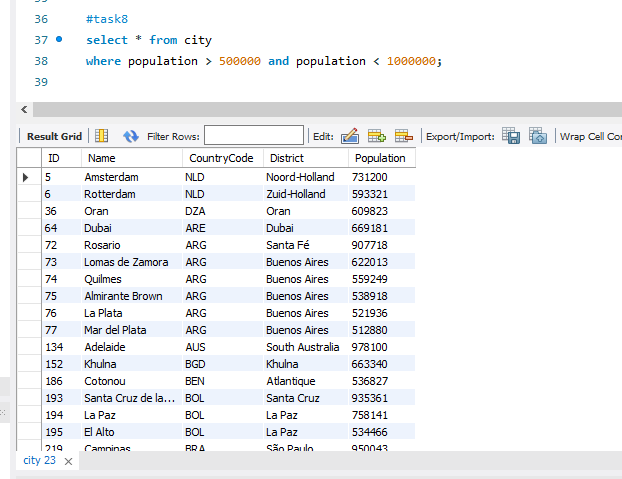 36 #task8
37 select * from city
38 where population > 500000 and population < 1000000;
39
Result Grid Filter Rows: Edit: Export/Import: Wrap Cell Co
ID Name CountryCode District Population
5 Amsterdam NLD Noord-Holland 731200
6 Rotterdam NLD Zuid-Holland 593321
36 Oran DZA Oran 609823
64 Dubai ARE Dubai 669181
72 Rosario ARG Santa Fé 907718
73 Lomas de Zamora ARG Buenos Aires 622013
74 Quilmes ARG Buenos Aires 559249
75 Almirante Brown ARG Buenos Aires 538918
76 La Plata ARG Buenos Aires 521936
77 Mar del Plata ARG Buenos Aires 512880
134 Adelaide AUS South Australia 978100
152 Khulna BGD Khulna 663340
186 Cotonou BEN Atlantique 536827
193 Santa Cruz de la... BOL Santa Cruz 935361
194 La Paz BOL La Paz 758141
195 El Alto BOL La Paz 534466
219 Campinas BRA São Paulo 950043
city 23